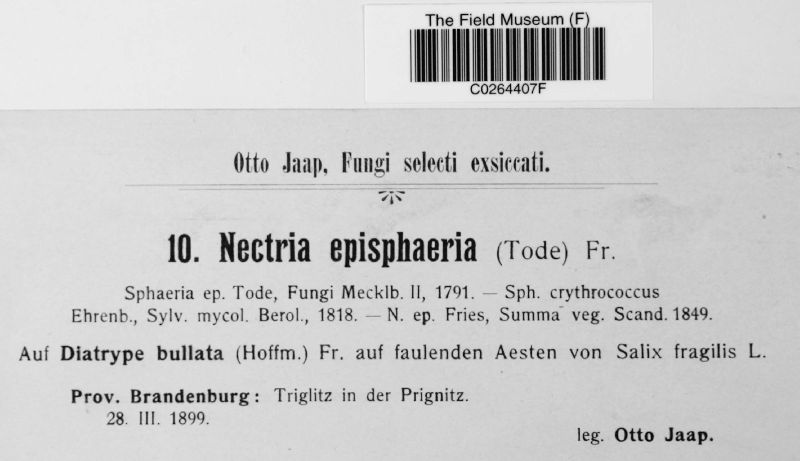 The Field Museum (F)
C0264407F
Otto Jaap, Fungi selecti exsiccati.
10. Nectria episphaeria (Tode) Fr.
Sphaeria ep. Tode, Fungi Mecklb. II, 1791. — Sph. crythrococcus
Ehrenb., Sylv. mycol. Berol., 1818. — N. ep. Fries, Summa veg. Scand. 1849.
Auf Diatrype bullata (Hoffm.) Fr. auf faulenden Aesten von Salix fragilis L.
Prov. Brandenburg: Triglitz in der Prignitz.
28. III. 1899.
leg. Otto Jaap.